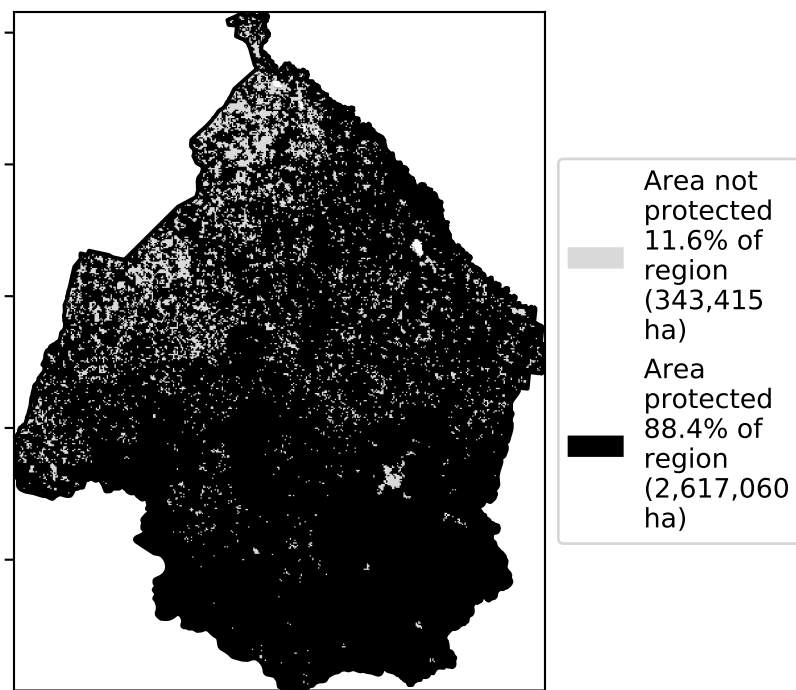 Area not
protected
11.6% of
region
(343,415
ha)
Area
protected
88.4% of
region
(2,617,060
ha)